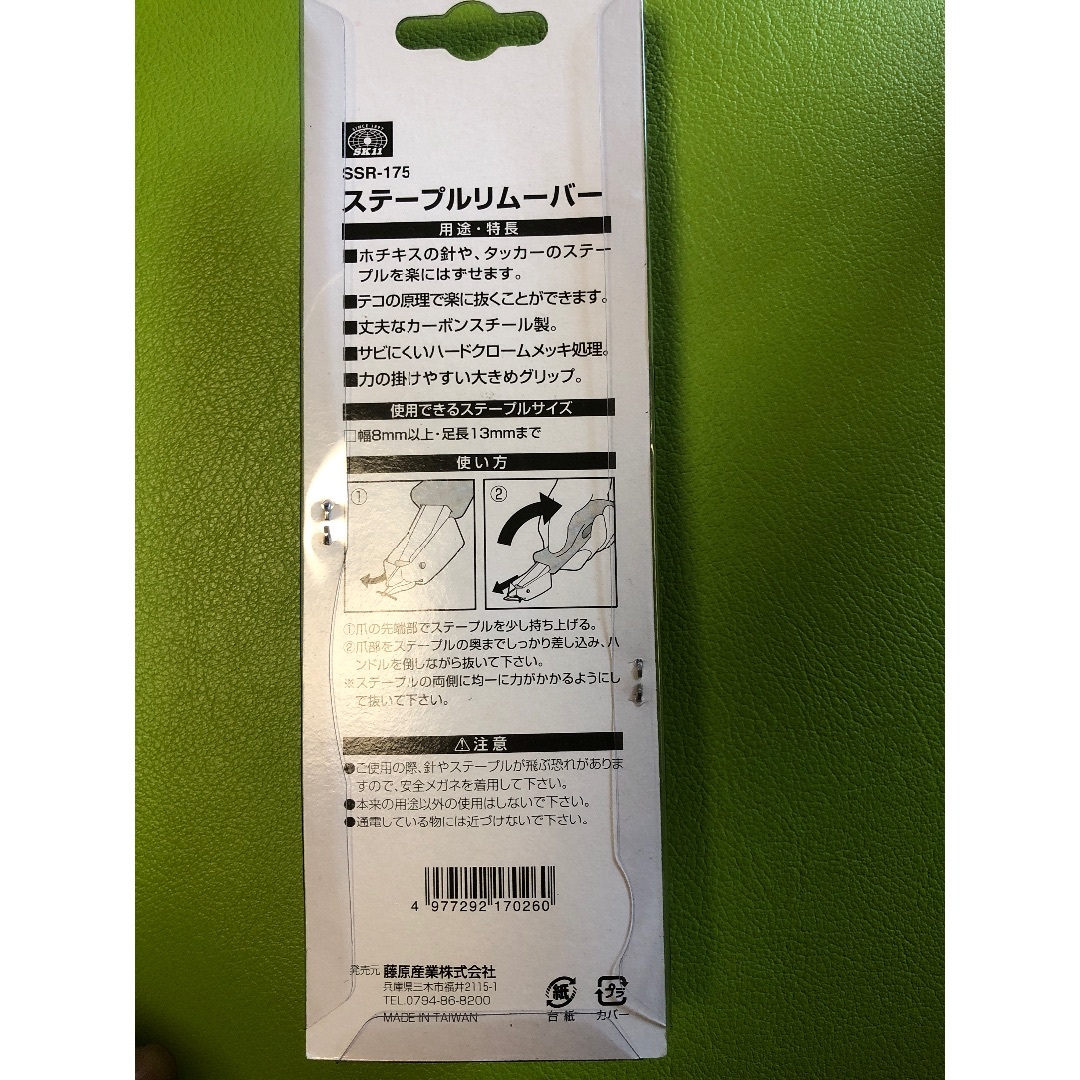 SINCE 1897
SK11
SSR-175
ステープルリムーバー
用途・特長
■ホチキスの針や、タッカーのステー
プルを楽にはずせます。
■テコの原理で楽に抜くことができます。
■丈夫なカーボンスチール製。
■サビにくいハードクロームメッキ処理。
■力の掛けやすい大きめグリップ。
使用できるステープルサイズ
□幅8mm以上・足長13mmまで
使い方
① ②
①爪の先端部でステープルを少し持ち上げる。
②爪部をステープルの奥までしっかり差し込み、ハ
ンドルを倒しながら抜いて下さい。
※ステープルの両側に均一に力がかかるようにし
て抜いて下さい。
⚠注意
●ご使用の際、針やステープルが飛ぶ恐れがありま
すので、安全メガネを着用して下さい。
●本来の用途以外の使用はしないで下さい。
●通電している物には近づけないで下さい。
4 977292 170260
発売元 藤原産業株式会社
兵庫県三木市福井2115-1
TEL.0794-86-8200
MADE IN TAIWAN
紙 プラ
台紙 カバー